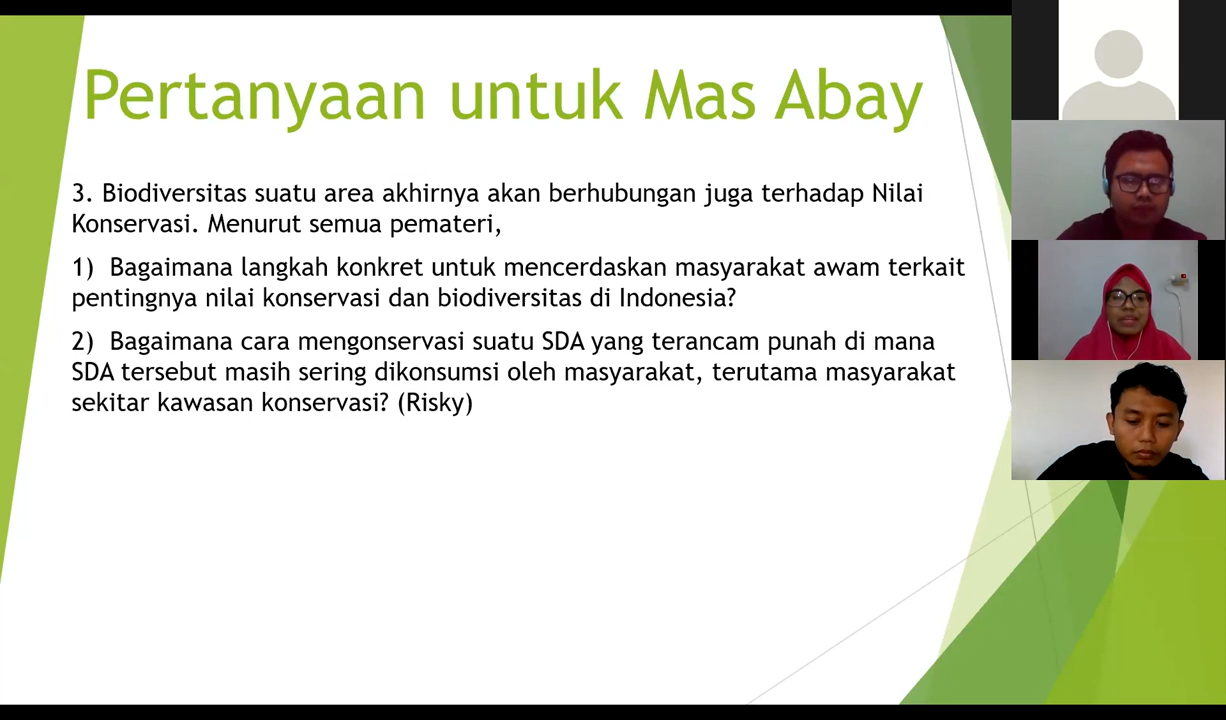 Pertanyaan untuk Mas Abay
3. Biodiversitas suatu area akhirnya akan berhubungan juga terhadap Nilai
Konservasi. Menurut semua pemateri,
1) Bagaimana langkah konkret untuk mencerdaskan masyarakat awam terkait
pentingnya nilai konservasi dan biodiversitas di Indonesia?
2) Bagaimana cara mengonservasi suatu SDA yang terancam punah di mana
SDA tersebut masih sering dikonsumsi oleh masyarakat, terutama masyarakat
sekitar kawasan konservasi? (Risky)